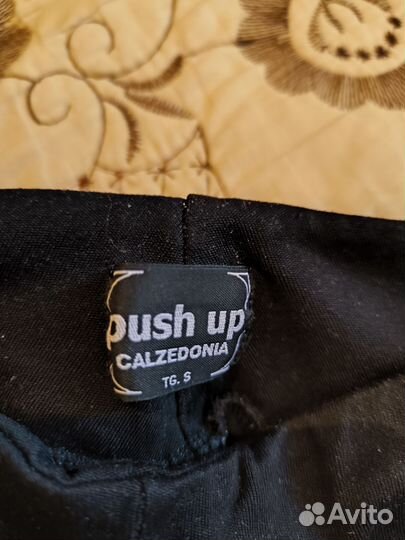 push up
CALZEDONIA
TG. S
Avito